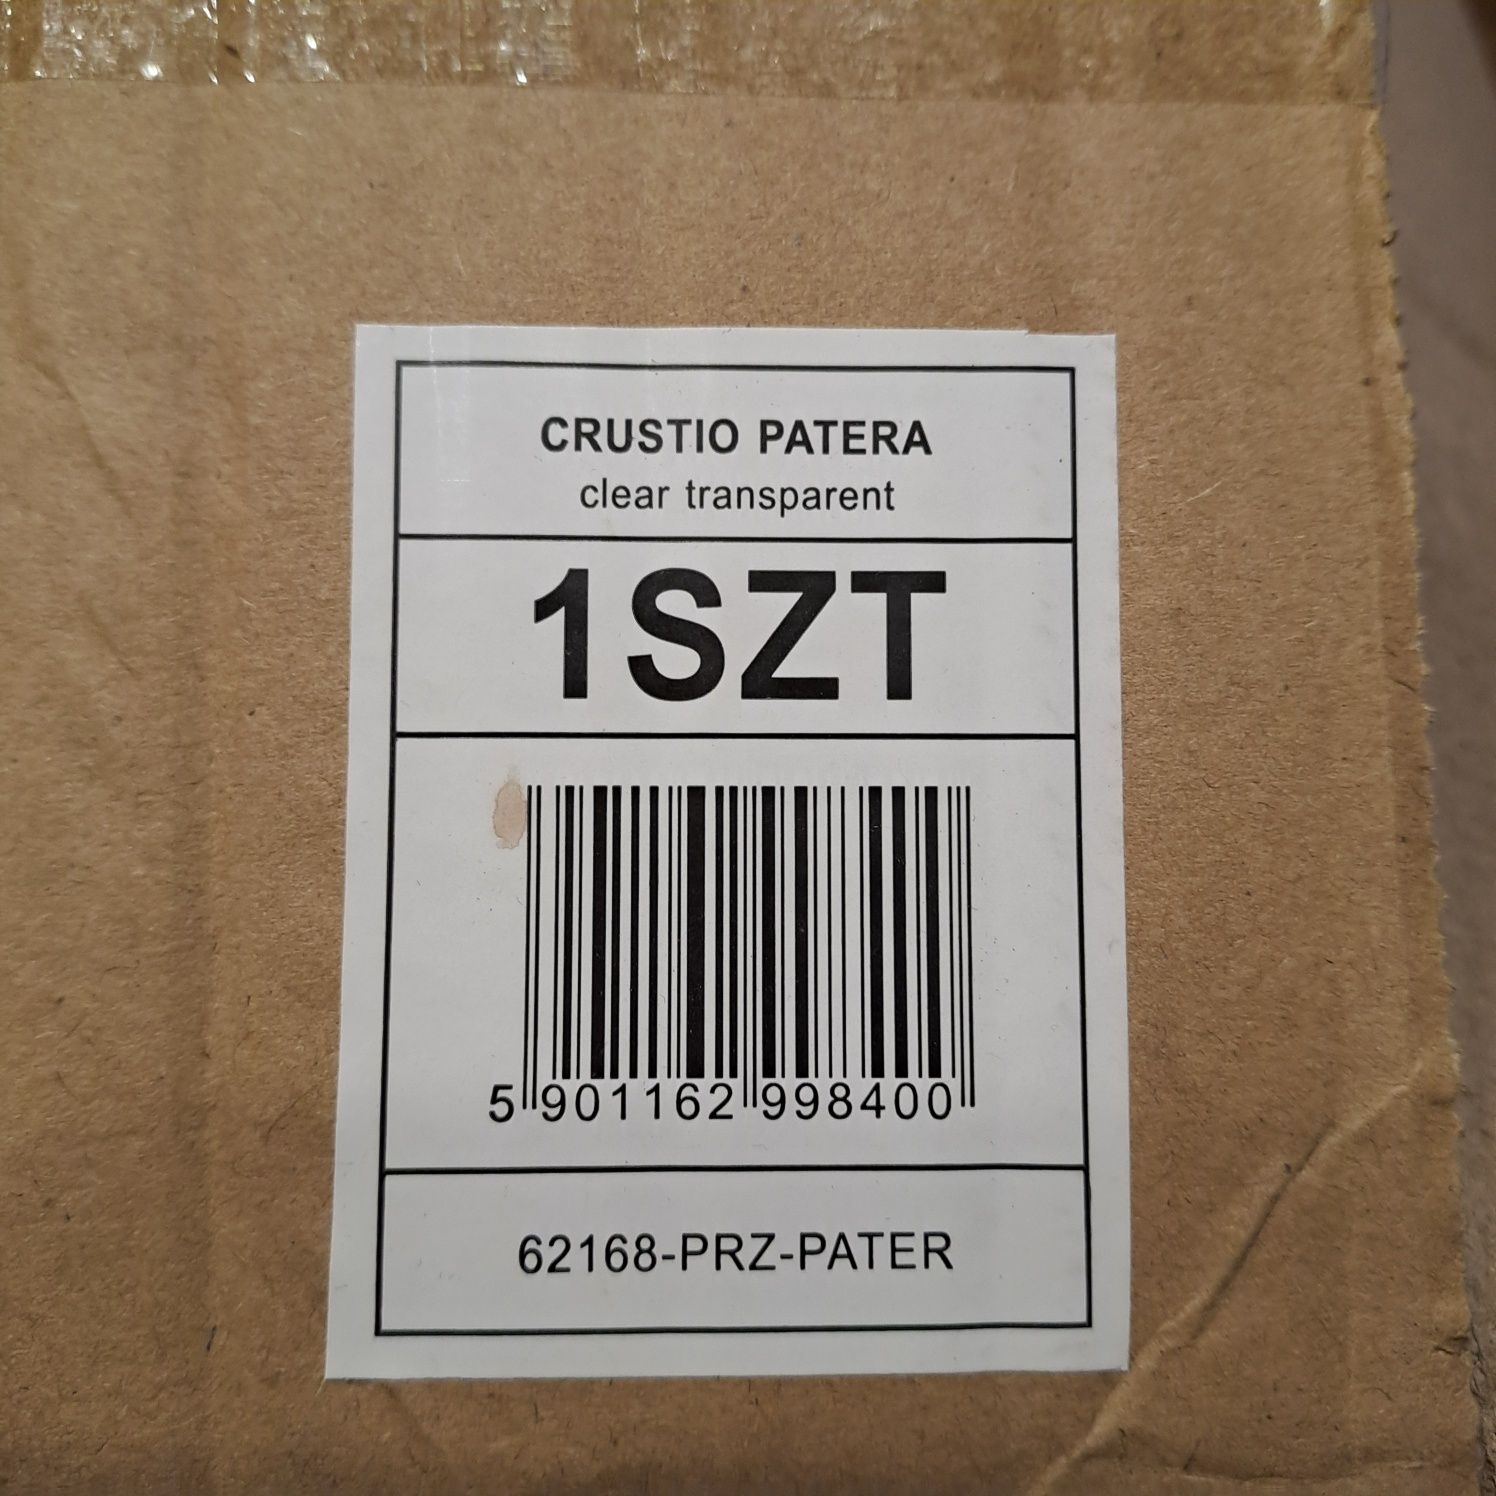 CRUSTIO PATERA
clear transparent
1SZT
5 901162 998400
62168-PRZ-PATER